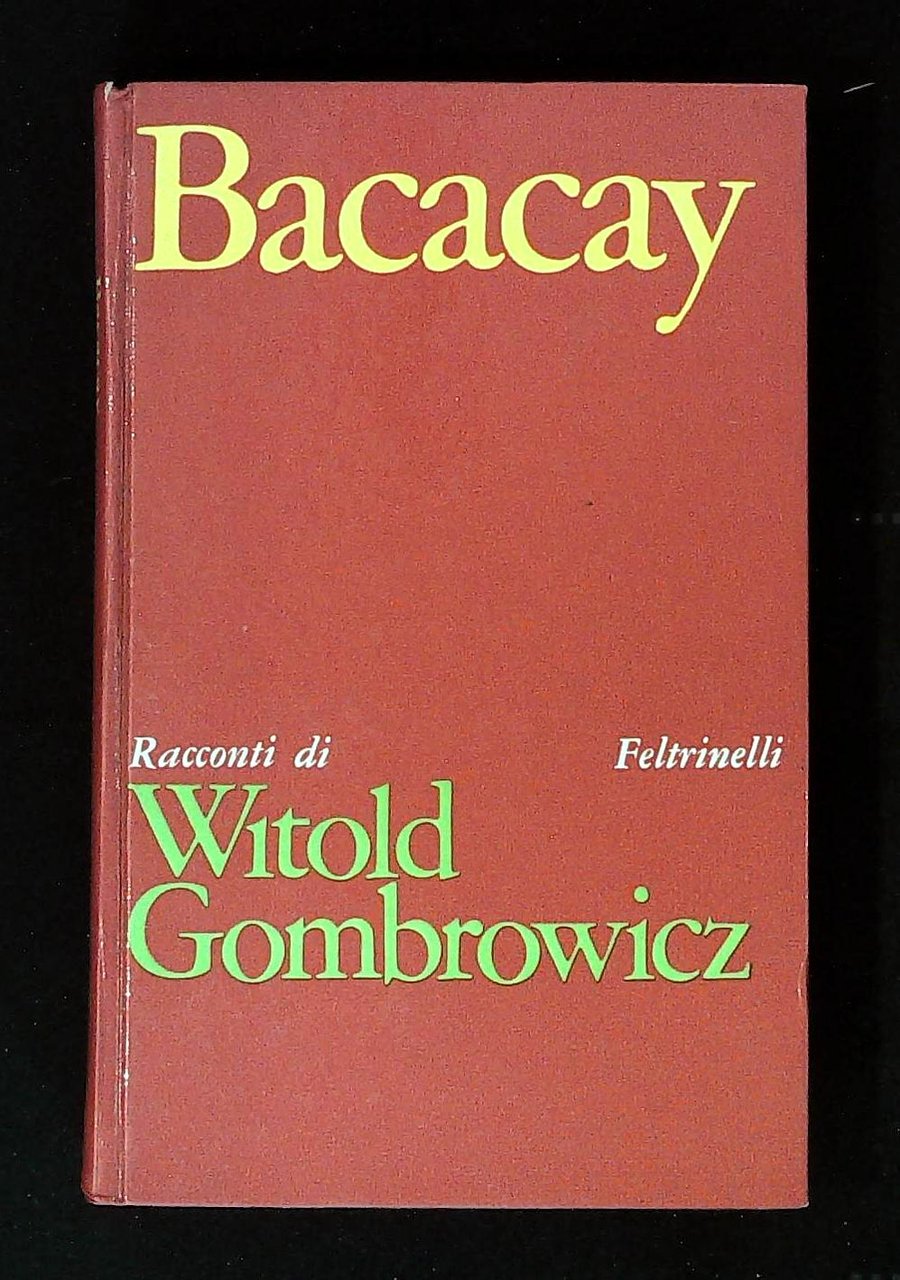 Bacacay
Racconti di Feltrinelli
Witold
Gombrowicz